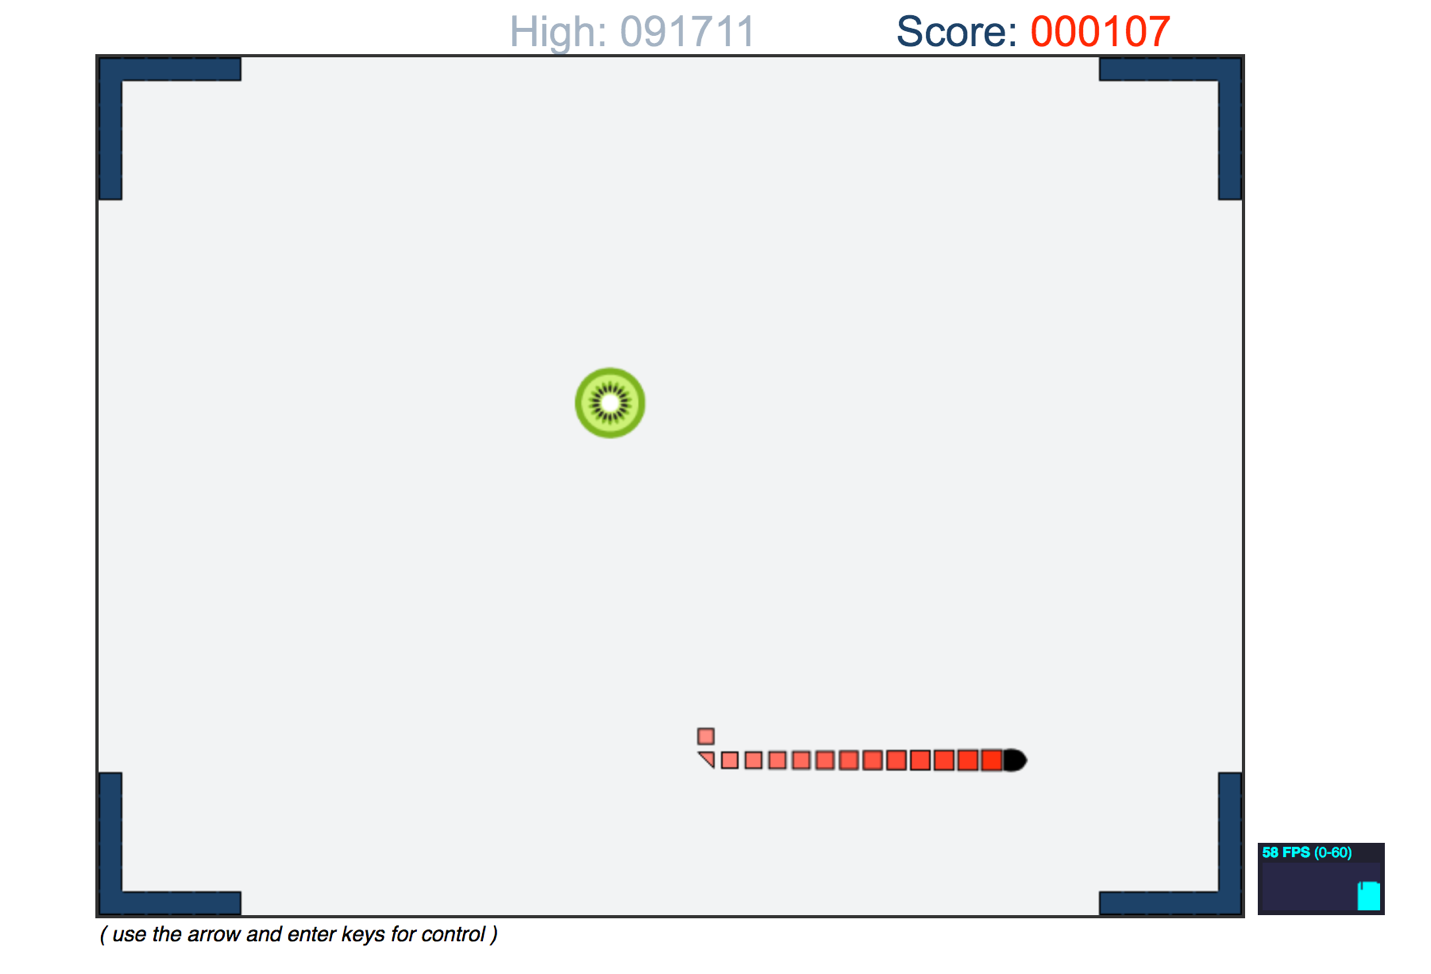 High: 091711 Score: 000107
58 FPS (0-60)
( use the arrow and enter keys for control )